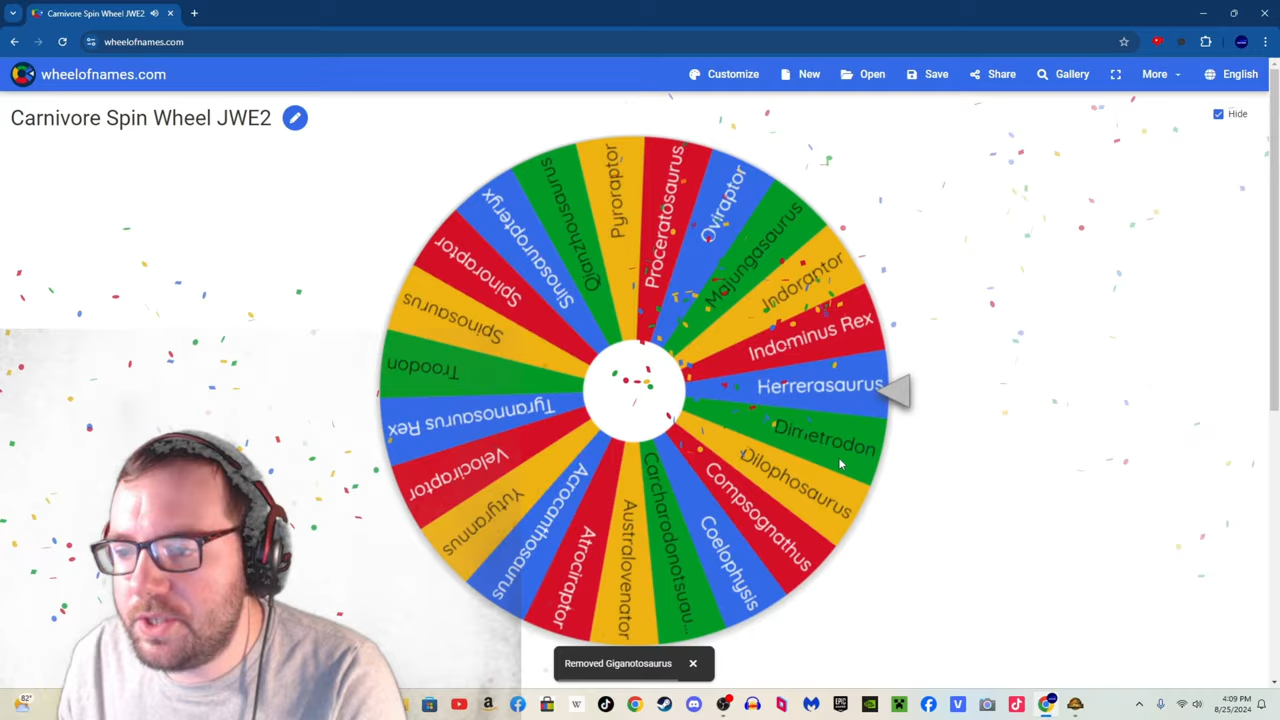 Carnivore Spin Wheel JWE2
wheelofnames.com
wheelofnames.com
Customize
New
Open
Save
Share
Gallery
More
English
Carnivore Spin Wheel JWE2
Hide
Pyroraptor
Proceratosaurus
Oviraptor
Majungasaurus
Indoraptor
Indominus Rex
Herrerasaurus
Dimetrodon
Dilophosaurus
Compsognathus
Coelophysis
Carcharodonotsuau...
Australovenator
Atrociraptor
Acrocanthosaurus
Yutyrannus
Velociraptor
Tyrannosaurus Rex
Troodon
Spinosaurus
Spinoraptor
Sinosauropteryx
Qianzhousaurus
Removed Giganotosaurus
82°
4:09 PM
8/25/2024